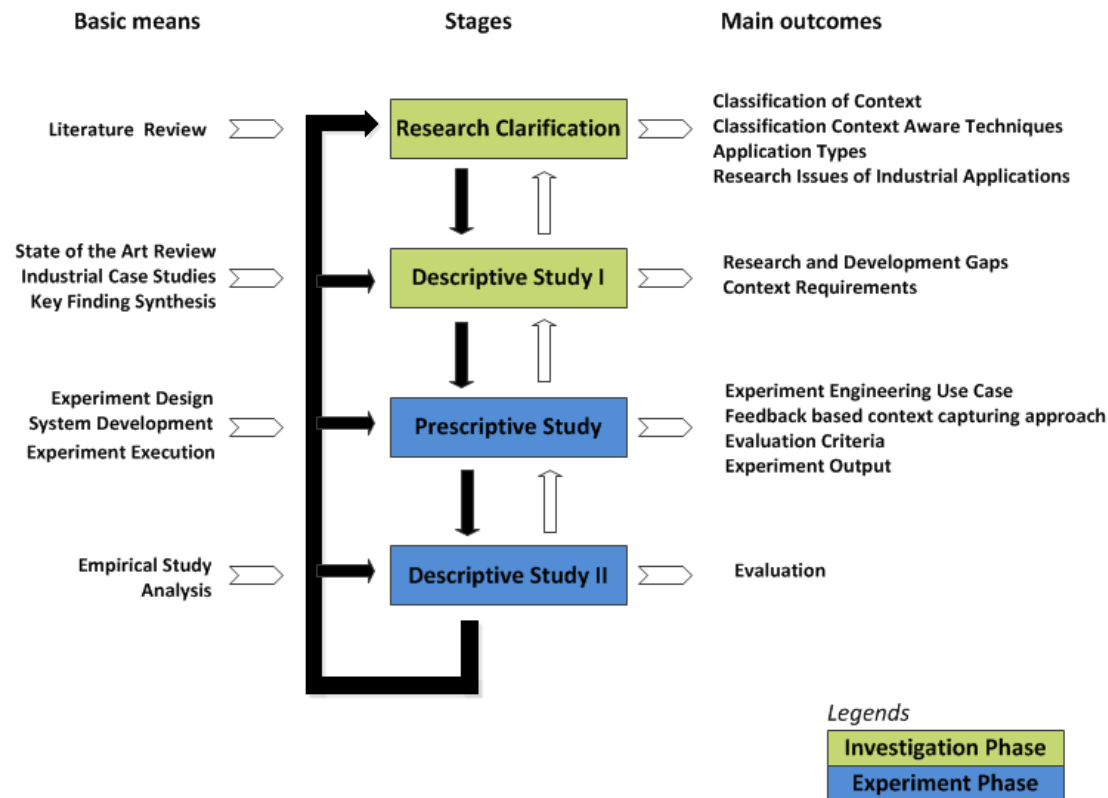 Basic means
Stages
Main outcomes
Literature Review
Research Clarification
Classification of Context
Classification Context Aware Techniques
Application Types
Research Issues of Industrial Applications
State of the Art Review
Industrial Case Studies
Key Finding Synthesis
Descriptive Study I
Research and Development Gaps
Context Requirements
Experiment Design
System Development
Experiment Execution
Prescriptive Study
Experiment Engineering Use Case
Feedback based context capturing approach
Evaluation Criteria
Experiment Output
Empirical Study
Analysis
Descriptive Study II
Evaluation
Legends
Investigation Phase
Experiment Phase